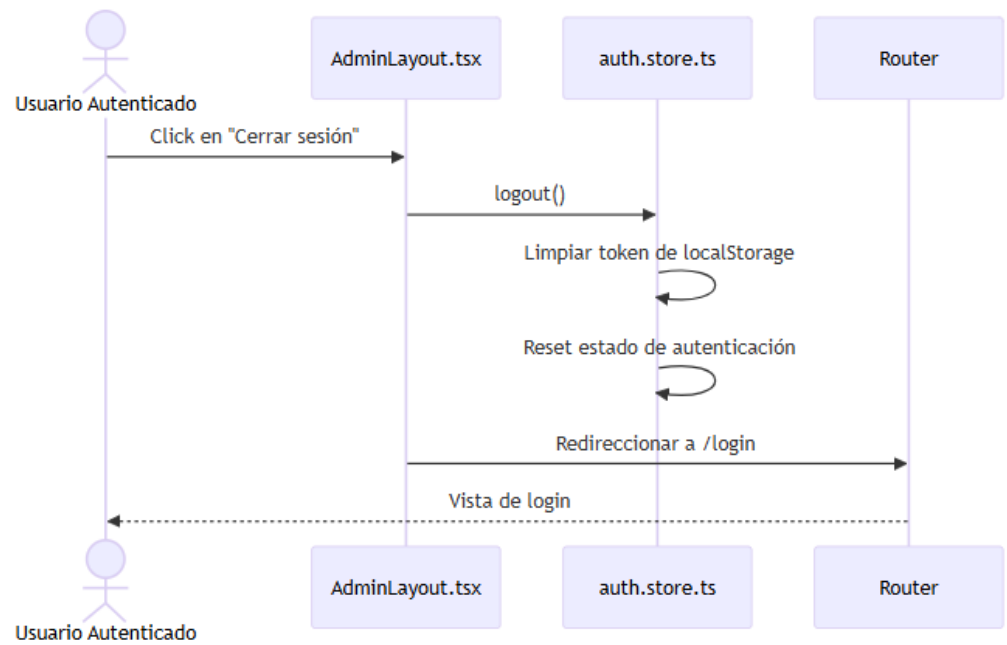 AdminLayout.tsx
auth.store.ts
Router
Usuario Autenticado
Click en "Cerrar sesión"
logout()
Limpiar token de localStorage
Reset estado de autenticación
Redireccionar a /login
Vista de login
AdminLayout.tsx
auth.store.ts
Router
Usuario Autenticado